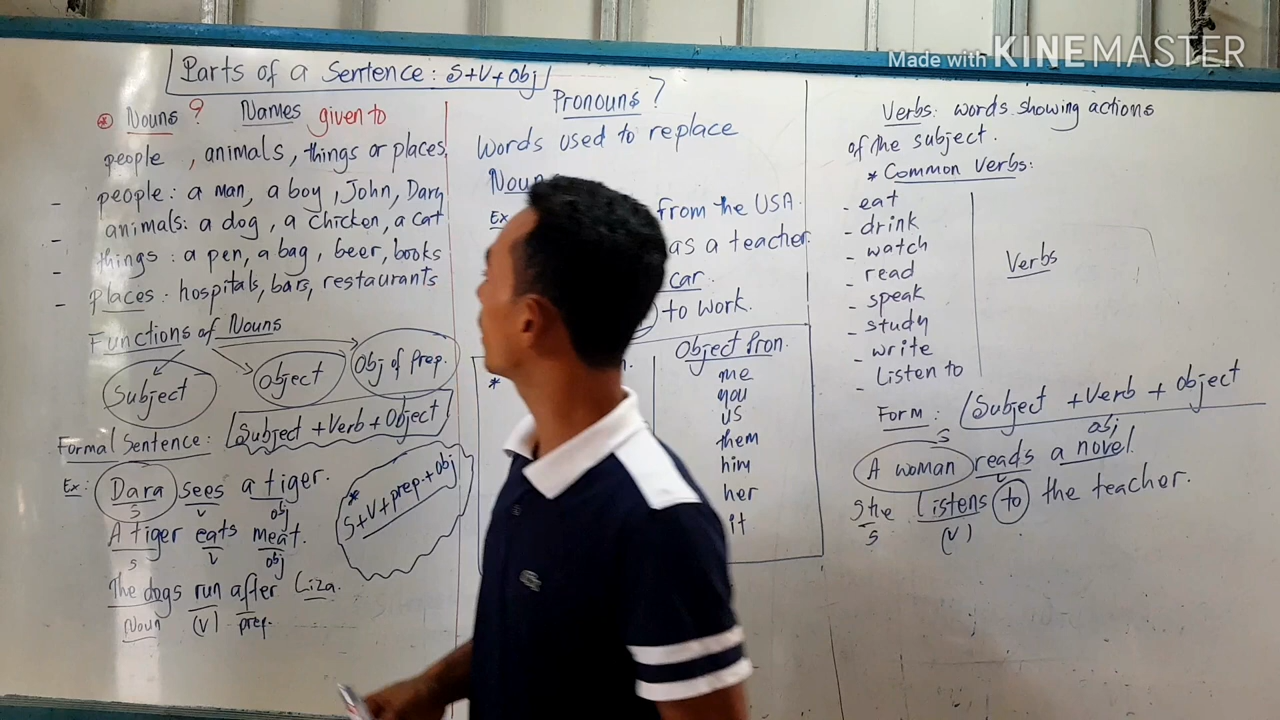 Made with KINEMASTER
Parts of a Sentence: S+V+Obj
* Nouns? Names given to
people, animals, things or places
- people: a man, a boy, John, Dary
- animals: a dog, a chicken, a cat
- things: a pen, a bag, beer, books
- places: hospitals, bars, restaurants
Functions of Nouns
Subject
object
Obj of prep.
Formal Sentence: Subject + Verb + Object
Ex: Dara sees a tiger.
s v obj
A tiger eats meat.
s v obj
The dogs run after Liza.
Noun (v) prep.
* S+V+prep+obj
Pronouns?
Words used to replace
Ex
from the USA.
as a teacher.
car.
to work.
*
Object Pron.
me
you
us
them
him
her
it
Verbs: words showing actions
of the subject.
* Common Verbs:
- eat
- drink
- watch
- read
- speak
- study
- write
- Listen to
Verbs
Form: Subject + Verb + Object
s obj
A woman reads a novel.
v
She Listens to the teacher.
s (v)